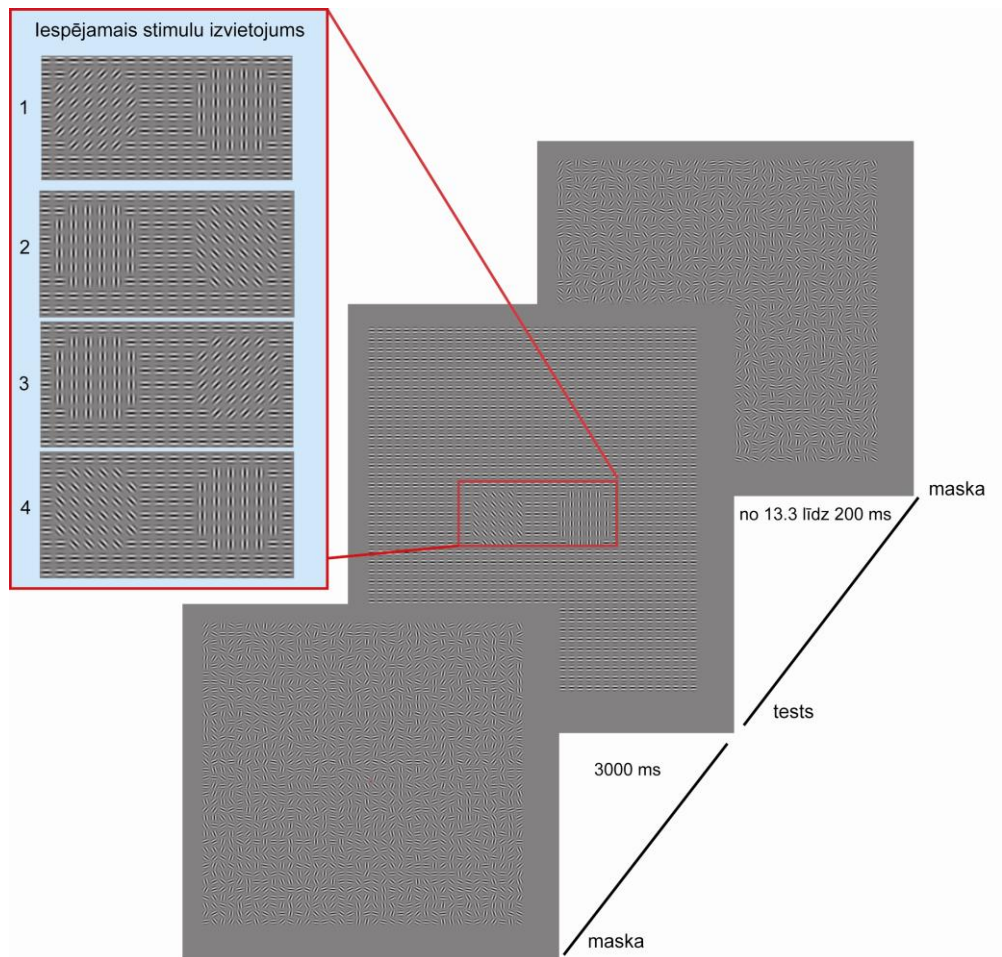 Iespējamais stimulu izvietojums
1
2
3
4
maska
no 13.3 līdz 200 ms
tests
3000 ms
maska